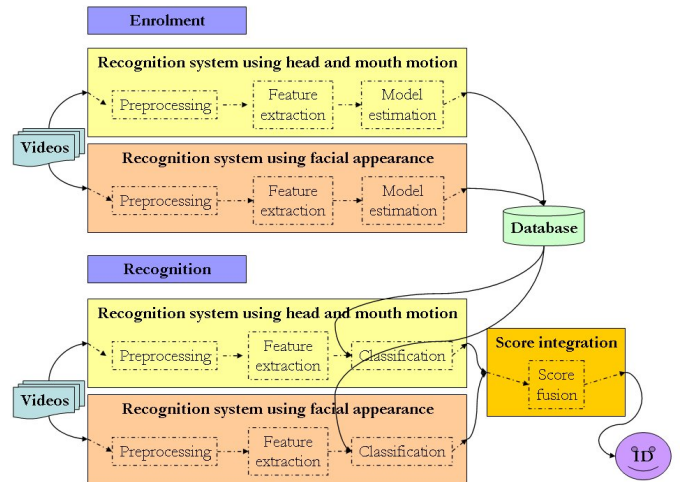 Enrolment
Recognition system using head and mouth motion
Preprocessing
Feature
extraction
Model
estimation
Videos
Recognition system using facial appearance
Preprocessing
Feature
extraction
Model
estimation
Database
Recognition
Recognition system using head and mouth motion
Preprocessing
Feature
extraction
Classification
Videos
Recognition system using facial appearance
Preprocessing
Feature
extraction
Classification
Score integration
Score
fusion
ID